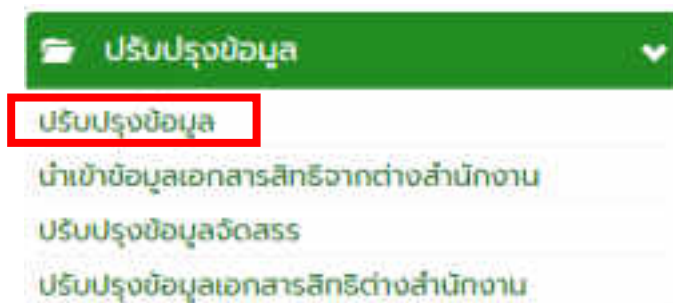 ปรับปรุงข้อมูล
ปรับปรุงข้อมูล
นำเข้าข้อมูลเอกสารสิทธิจากต่างสำนักงาน
ปรับปรุงข้อมูลจัดสรร
ปรับปรุงข้อมูลเอกสารสิทธิต่างสำนักงาน